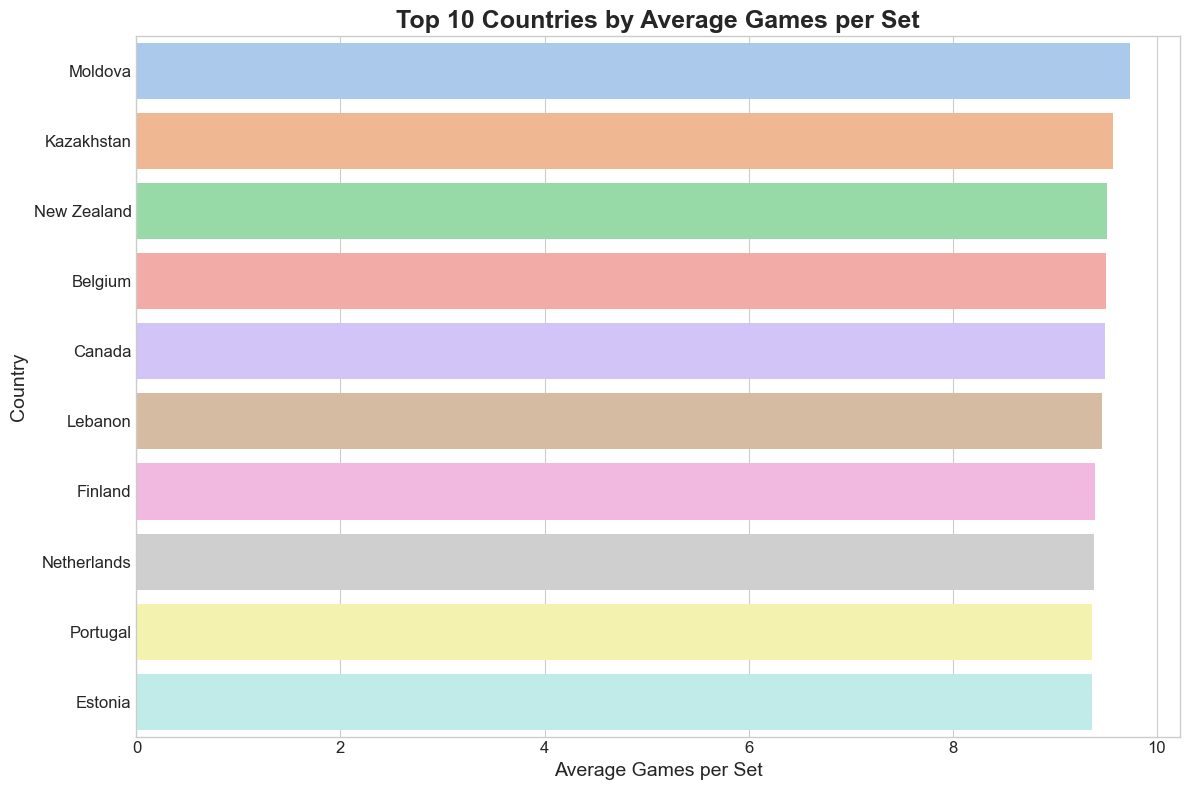 Top 10 Countries by Average Games per Set
Moldova
Kazakhstan
New Zealand
Belgium
Canada
Lebanon
Finland
Netherlands
Portugal
Estonia
Country
0 2 4 6 8 10
Average Games per Set